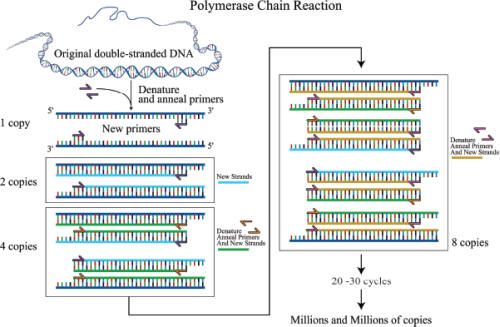 Polymerase Chain Reaction
Original double-stranded DNA
Denature
and anneal primers
5'
3'
1 copy
New primers
3'
5'
2 copies
New Strands
4 copies
Denature
Anneal Primers
And New Strands
Denature
Anneal Primers
And New Strands
8 copies
20 -30 cycles
Millions and Millions of copies